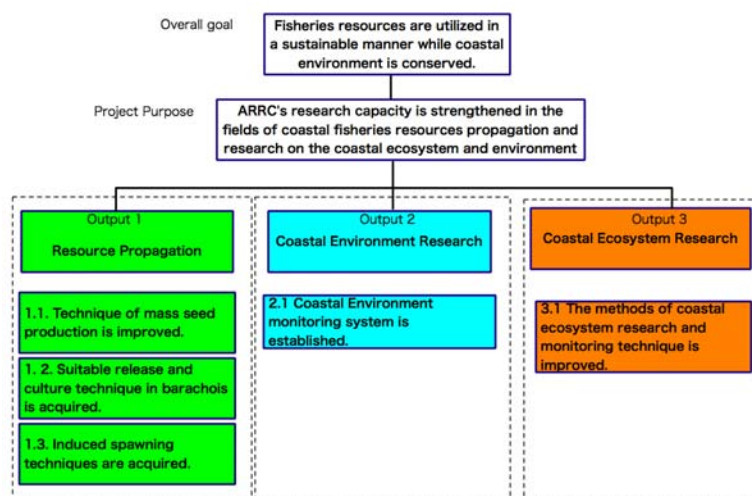 Overall goal
Fisheries resources are utilized in
a sustainable manner while coastal
environment is conserved.
Project Purpose
ARRC's research capacity is strengthened in the
fields of coastal fisheries resources propagation and
research on the coastal ecosystem and environment
Output 1
Resource Propagation
1.1. Technique of mass seed
production is improved.
1. 2. Suitable release and
culture technique in barachois
is acquired.
1.3. Induced spawning
techniques are acquired.
Output 2
Coastal Environment Research
2.1 Coastal Environment
monitoring system is
established.
Output 3
Coastal Ecosystem Research
3.1 The methods of coastal
ecosystem research and
monitoring technique is
improved.